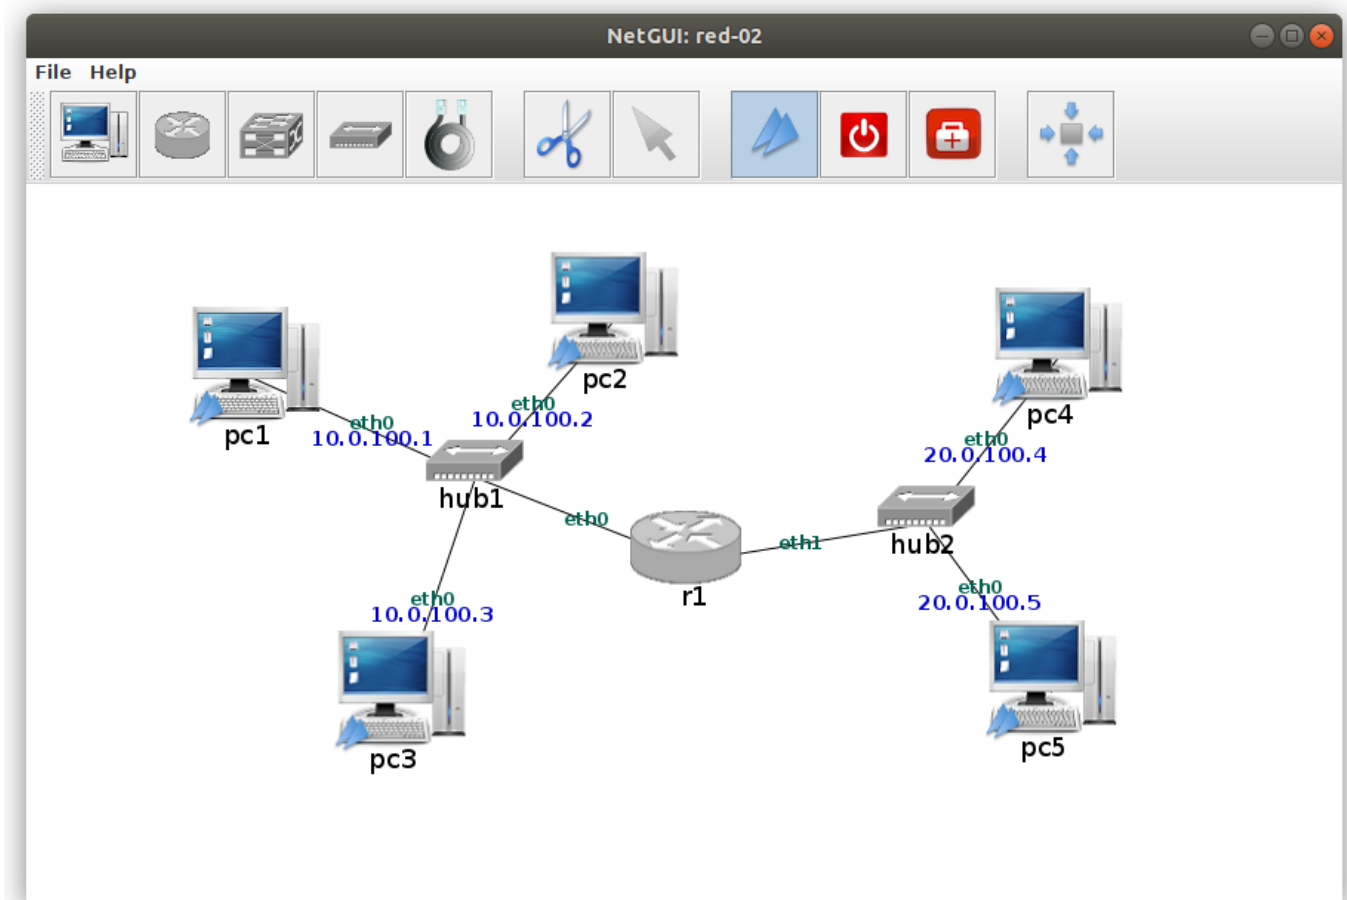 NetGUI: red-02
File Help
pc1
pc2
pc4
eth0
10.0.100.1
eth0
10.0.100.2
eth0
20.0.100.4
hub1
hub2
eth0
eth1
r1
eth0
10.0.100.3
eth0
20.0.100.5
pc3
pc5